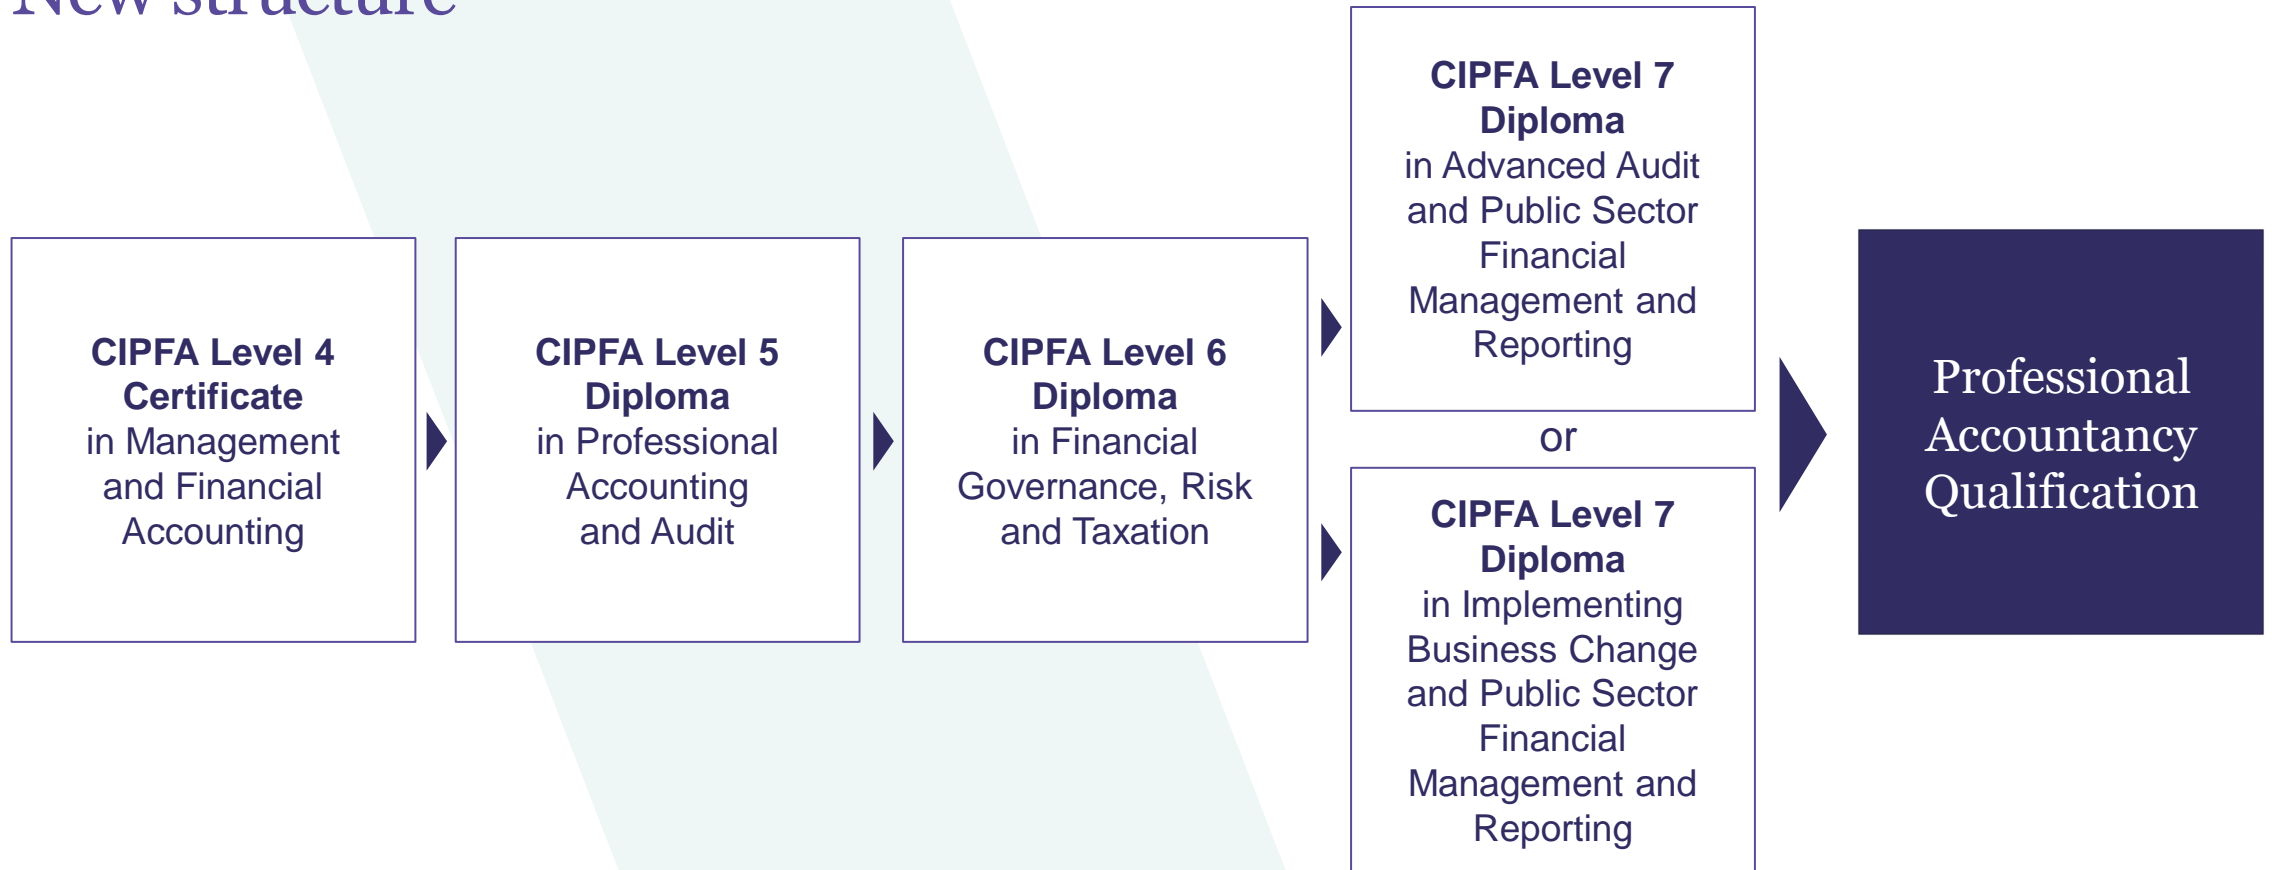 New structure
CIPFA Level 4
Certificate
in Management
and Financial
Accounting
CIPFA Level 5
Diploma
in Professional
Accounting
and Audit
CIPFA Level 6
Diploma
in Financial
Governance, Risk
and Taxation
CIPFA Level 7
Diploma
in Advanced Audit
and Public Sector
Financial
Management and
Reporting
or
CIPFA Level 7
Diploma
in Implementing
Business Change
and Public Sector
Financial
Management and
Reporting
Professional
Accountancy
Qualification